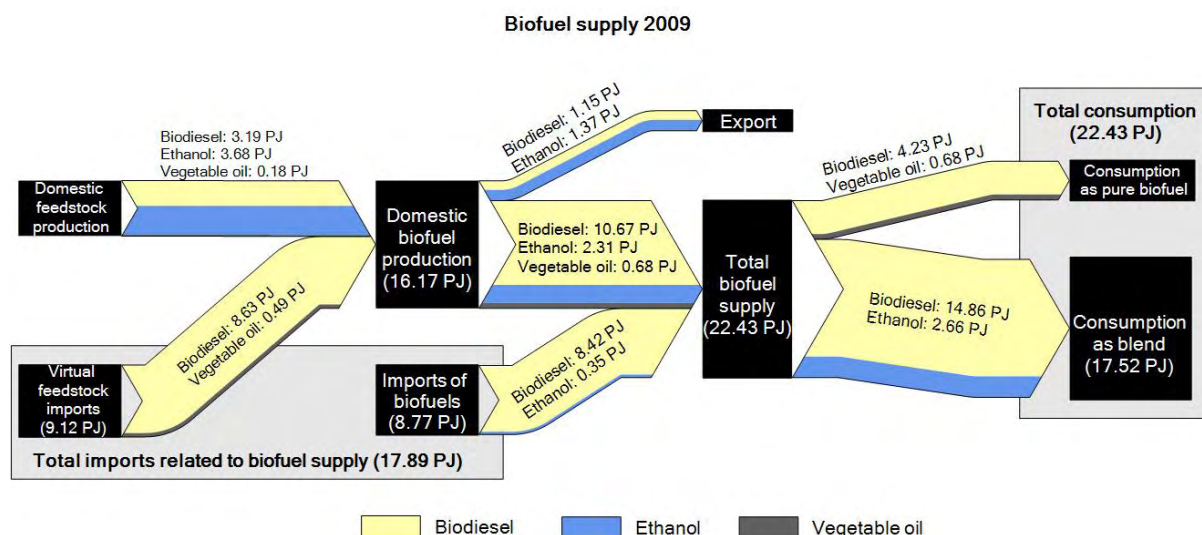 Biofuel supply 2009
Biodiesel: 3.19 PJ
Ethanol: 3.68 PJ
Vegetable oil: 0.18 PJ
Domestic
feedstock
production
Biodiesel: 8.63 PJ
Vegetable oil: 0.49 PJ
Virtual
feedstock
imports
(9.12 PJ)
Total imports related to biofuel supply (17.89 PJ)
Domestic
biofuel
production
(16.17 PJ)
Imports of
biofuels
(8.77 PJ)
Biodiesel: 1.15 PJ
Ethanol: 1.37 PJ
Export
Biodiesel: 10.67 PJ
Ethanol: 2.31 PJ
Vegetable oil: 0.68 PJ
Biodiesel: 8.42 PJ
Ethanol: 0.35 PJ
Total
biofuel
supply
(22.43 PJ)
Biodiesel: 4.23 PJ
Vegetable oil: 0.68 PJ
Biodiesel: 14.86 PJ
Ethanol: 2.66 PJ
Total consumption
(22.43 PJ)
Consumption
as pure biofuel
Consumption
as blend
(17.52 PJ)
Biodiesel
Ethanol
Vegetable oil